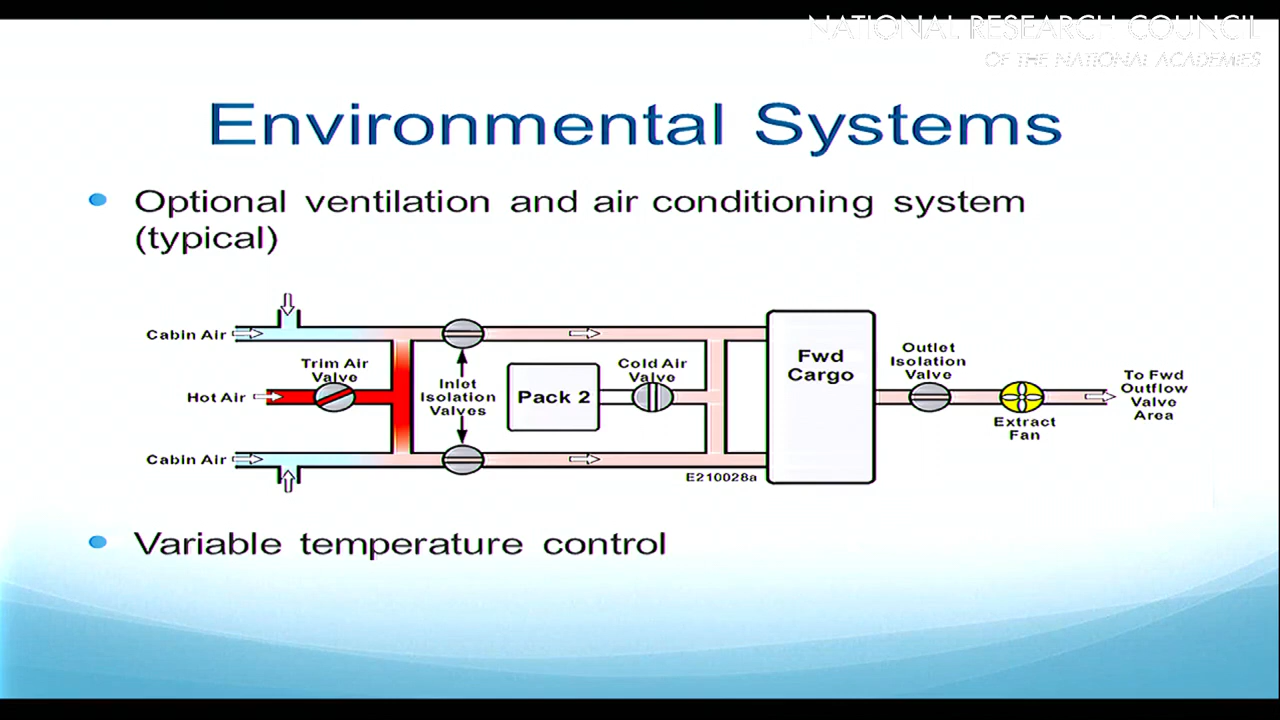 NATIONAL RESEARCH COUNCIL
OF THE NATIONAL ACADEMIES
Environmental Systems
Optional ventilation and air conditioning system
(typical)
Cabin Air
Trim Air
Valve
Hot Air
Cabin Air
Inlet
Isolation
Valves
Pack 2
Cold Air
Valve
E210028a
Fwd
Cargo
Outlet
Isolation
Valve
Extract
Fan
To Fwd
Outflow
Valve
Area
Variable temperature control